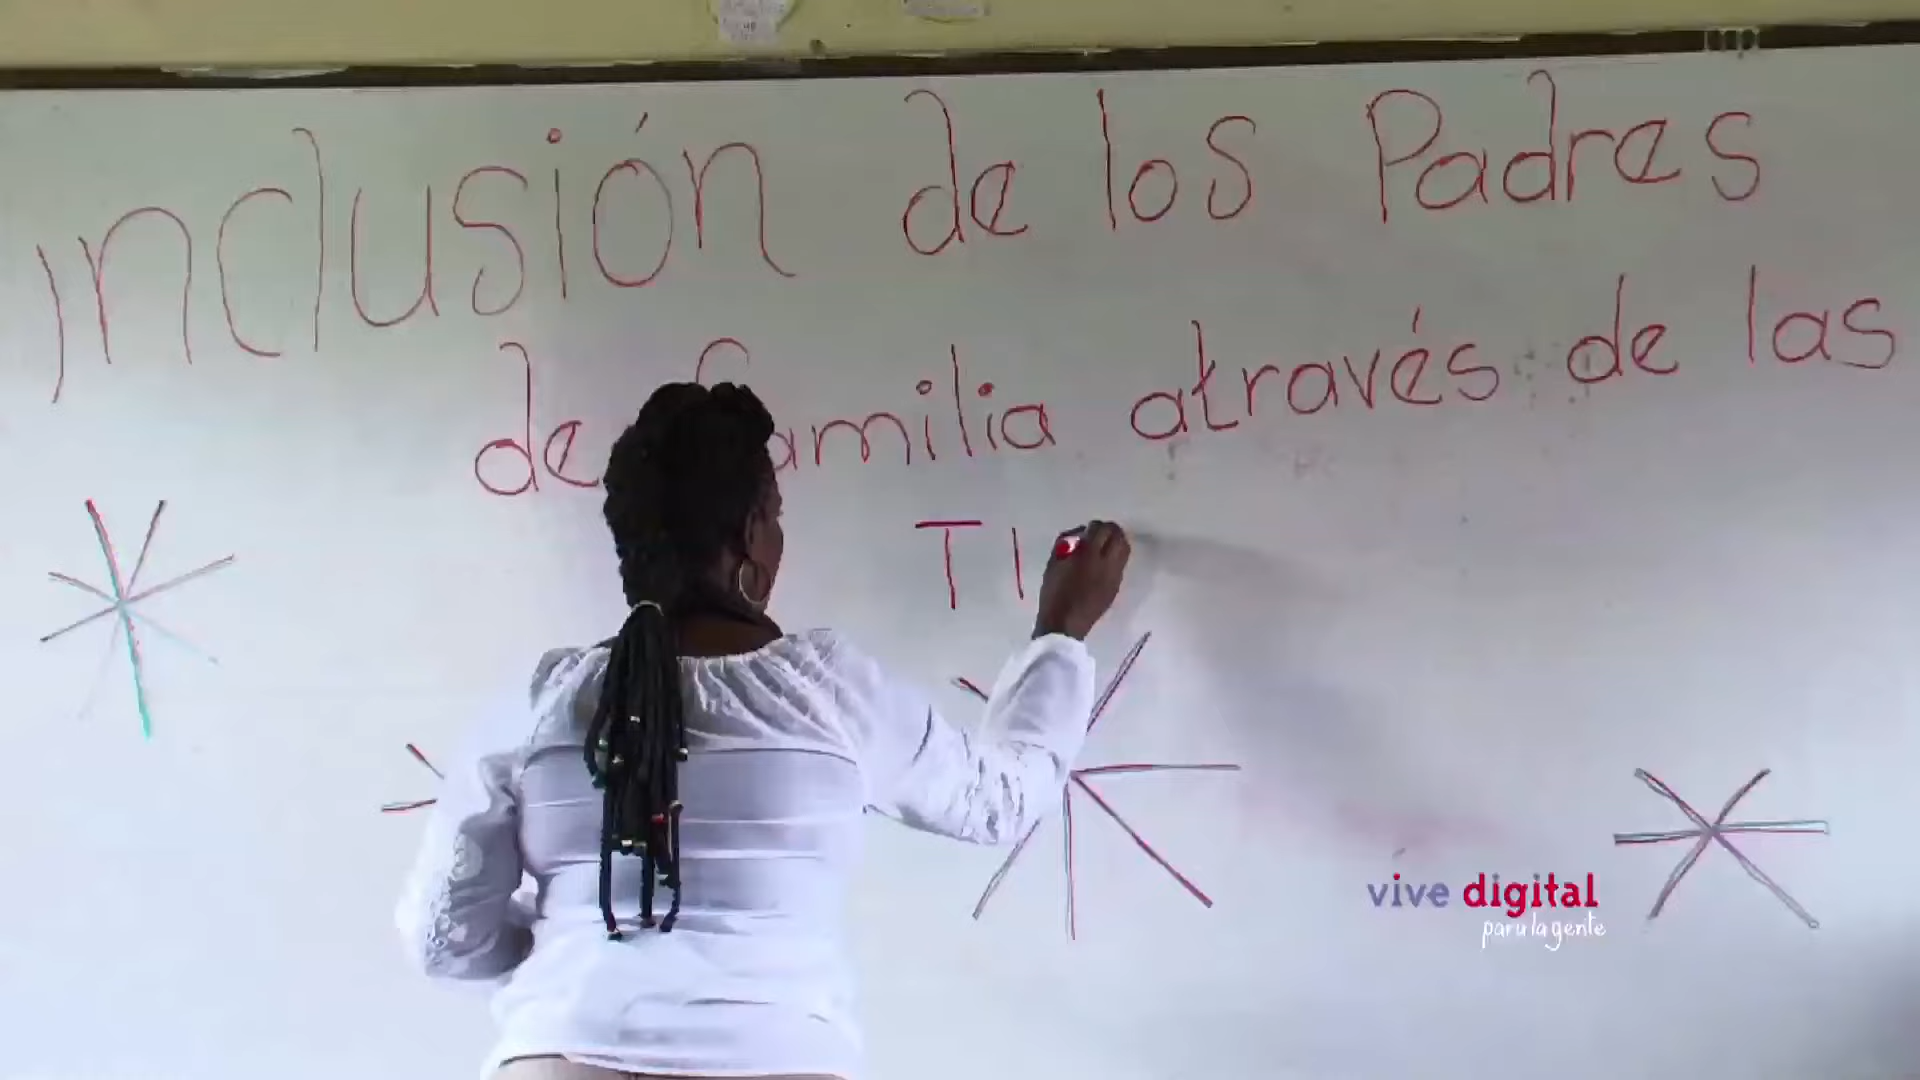 Inclusión de los Padres
de familia através de las
TI
vive digital
para la gente